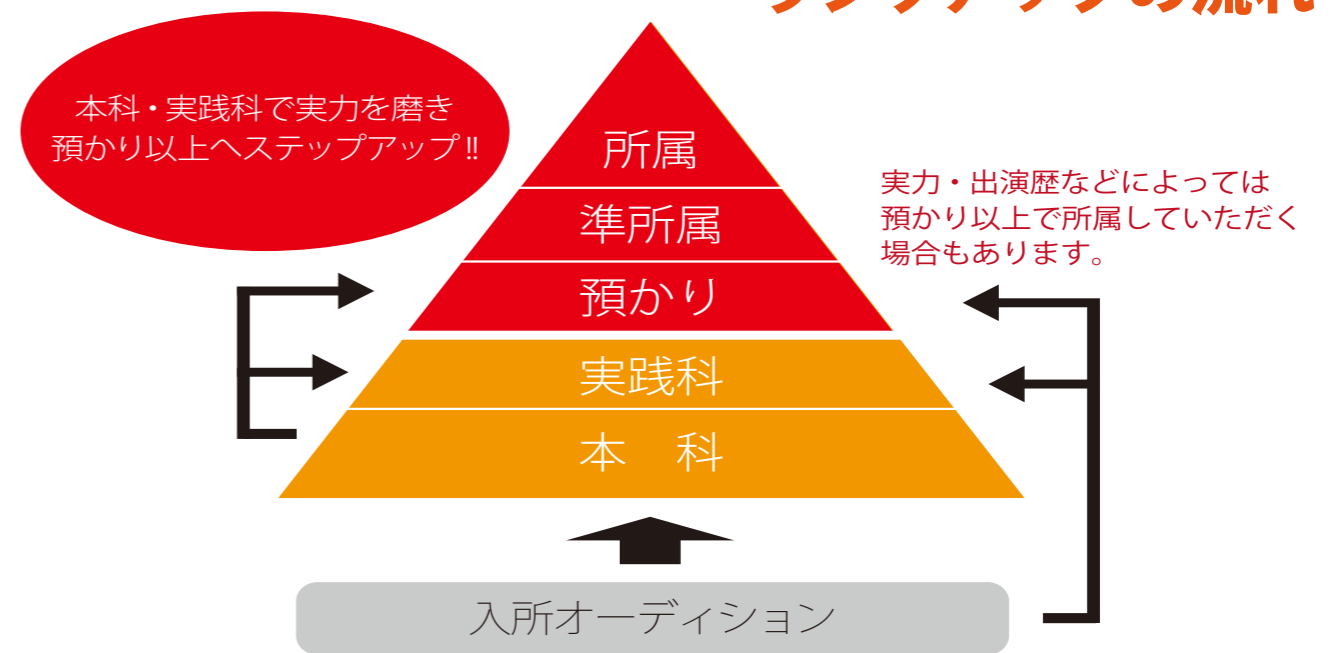 本科・実践科で実力を磨き
預かり以上へステップアップ!!
所属
準所属
預かり
実践科
本　科
実力・出演歴などによっては
預かり以上で所属していただく
場合もあります。
入所オーディション